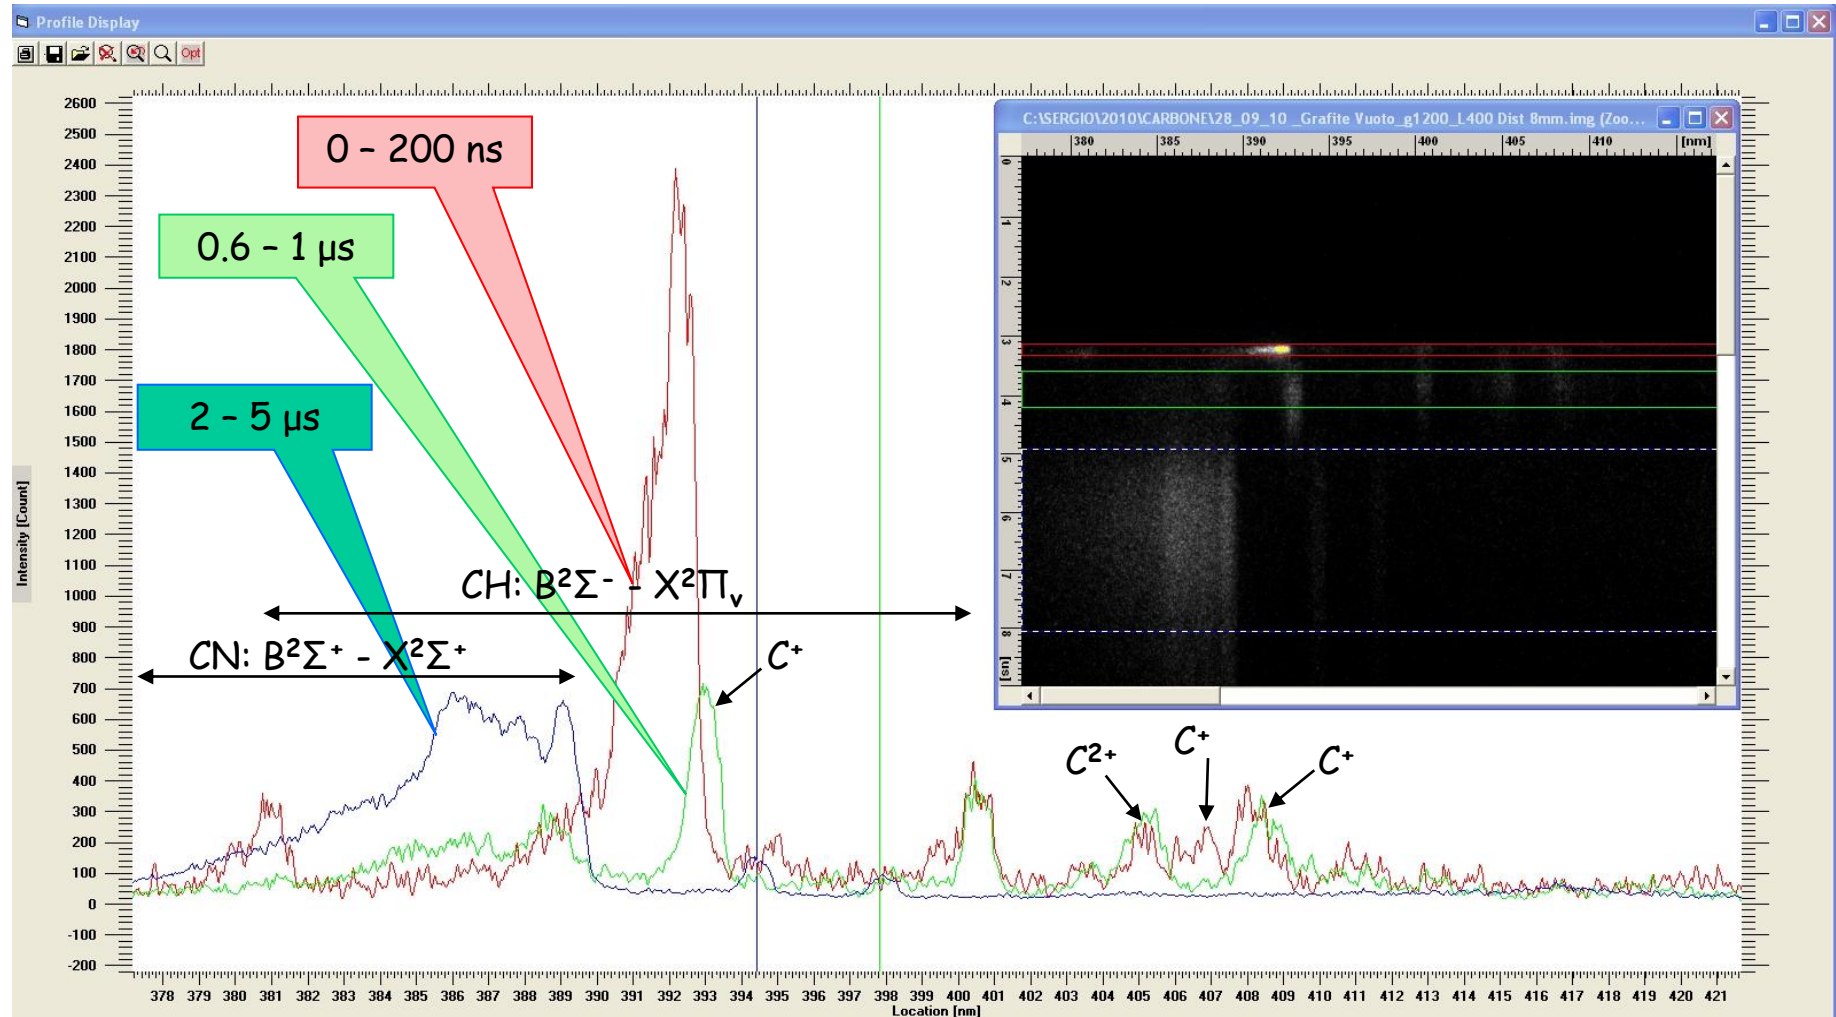 Profile Display
Opt
C:\SERGIO\2010\CARBONE\28_09_10 _Grafite Vuoto_g1200_L400 Dist 8mm.img (Zoo...
380 385 390 395 400 405 410 [nm]
0
1
2
3
4
5
6
7
8
[us]
2600
2500
2400
2300
2200
2100
2000
1900
1800
1700
1600
1500
1400
1300
1200
1100
1000
900
800
700
600
500
400
300
200
100
0
-100
-200
Intensity [Count]
0 – 200 ns
0.6 – 1 μs
2 – 5 μs
CH: B²Σ⁻ - X²Πᵥ
CN: B²Σ⁺ - X²Σ⁺
C⁺
C²⁺
C⁺
C⁺
378 379 380 381 382 383 384 385 386 387 388 389 390 391 392 393 394 395 396 397 398 399 400 401 402 403 404 405 406 407 408 409 410 411 412 413 414 415 416 417 418 419 420 421
Location [nm]